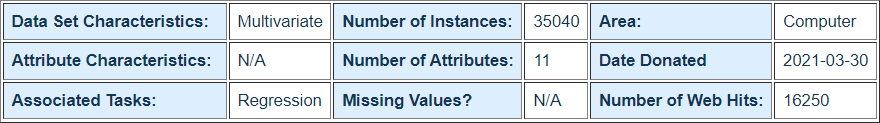 Data Set Characteristics: Multivariate Number of Instances: 35040 Area: Computer
Attribute Characteristics: N/A Number of Attributes: 11 Date Donated 2021-03-30
Associated Tasks: Regression Missing Values? N/A Number of Web Hits: 16250